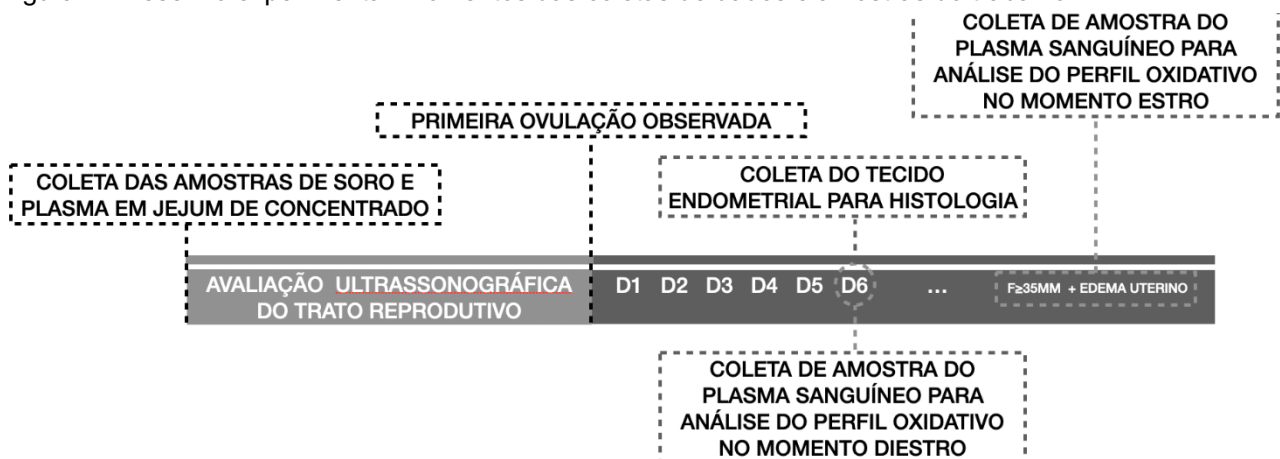 COLETA DE AMOSTRA DO
PLASMA SANGUÍNEO PARA
ANÁLISE DO PERFIL OXIDATIVO
NO MOMENTO ESTRO
PRIMEIRA OVULAÇÃO OBSERVADA
COLETA DAS AMOSTRAS DE SORO E
PLASMA EM JEJUM DE CONCENTRADO
COLETA DO TECIDO
ENDOMETRIAL PARA HISTOLOGIA
AVALIAÇÃO ULTRASSONOGRÁFICA
DO TRATO REPRODUTIVO
D1 D2 D3 D4 D5 D6 ... F≥35MM + EDEMA UTERINO
COLETA DE AMOSTRA DO
PLASMA SANGUÍNEO PARA
ANÁLISE DO PERFIL OXIDATIVO
NO MOMENTO DIESTRO